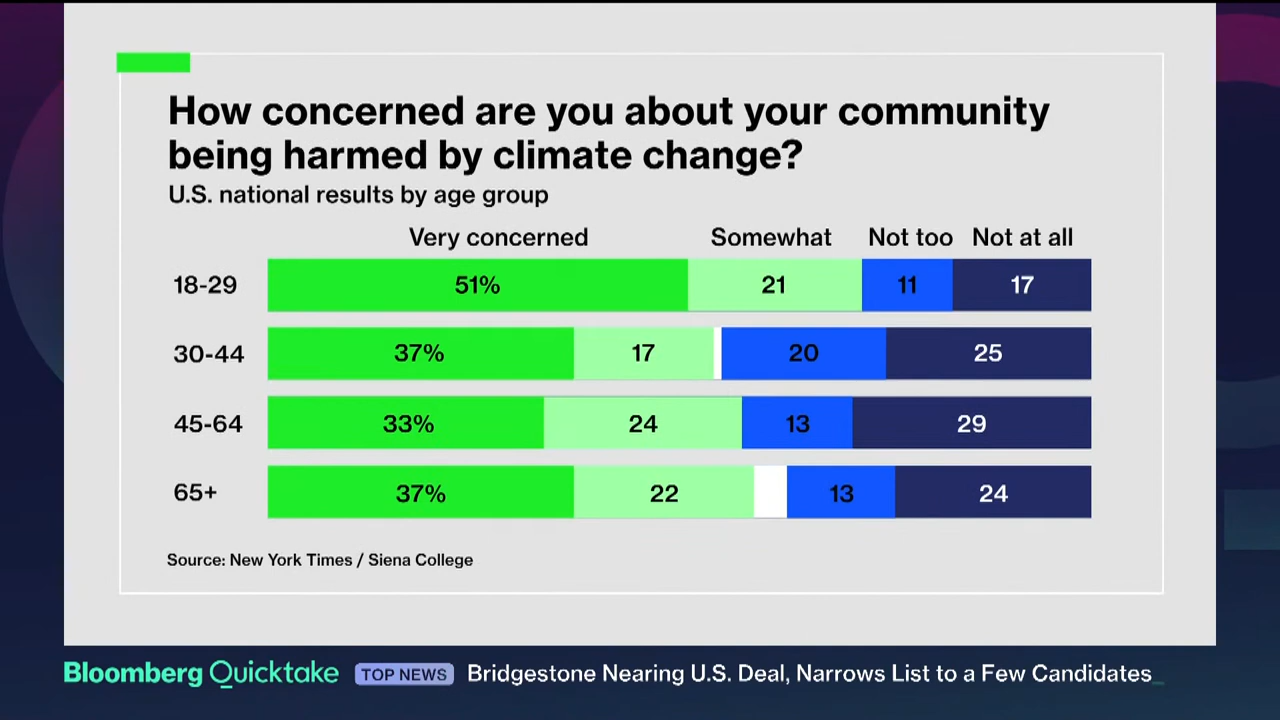 How concerned are you about your community
being harmed by climate change?
U.S. national results by age group
Very concerned Somewhat Not too Not at all
18-29 51% 21 11 17
30-44 37% 17 20 25
45-64 33% 24 13 29
65+ 37% 22 13 24
Source: New York Times / Siena College
Bloomberg Quicktake TOP NEWS Bridgestone Nearing U.S. Deal, Narrows List to a Few Candidates_